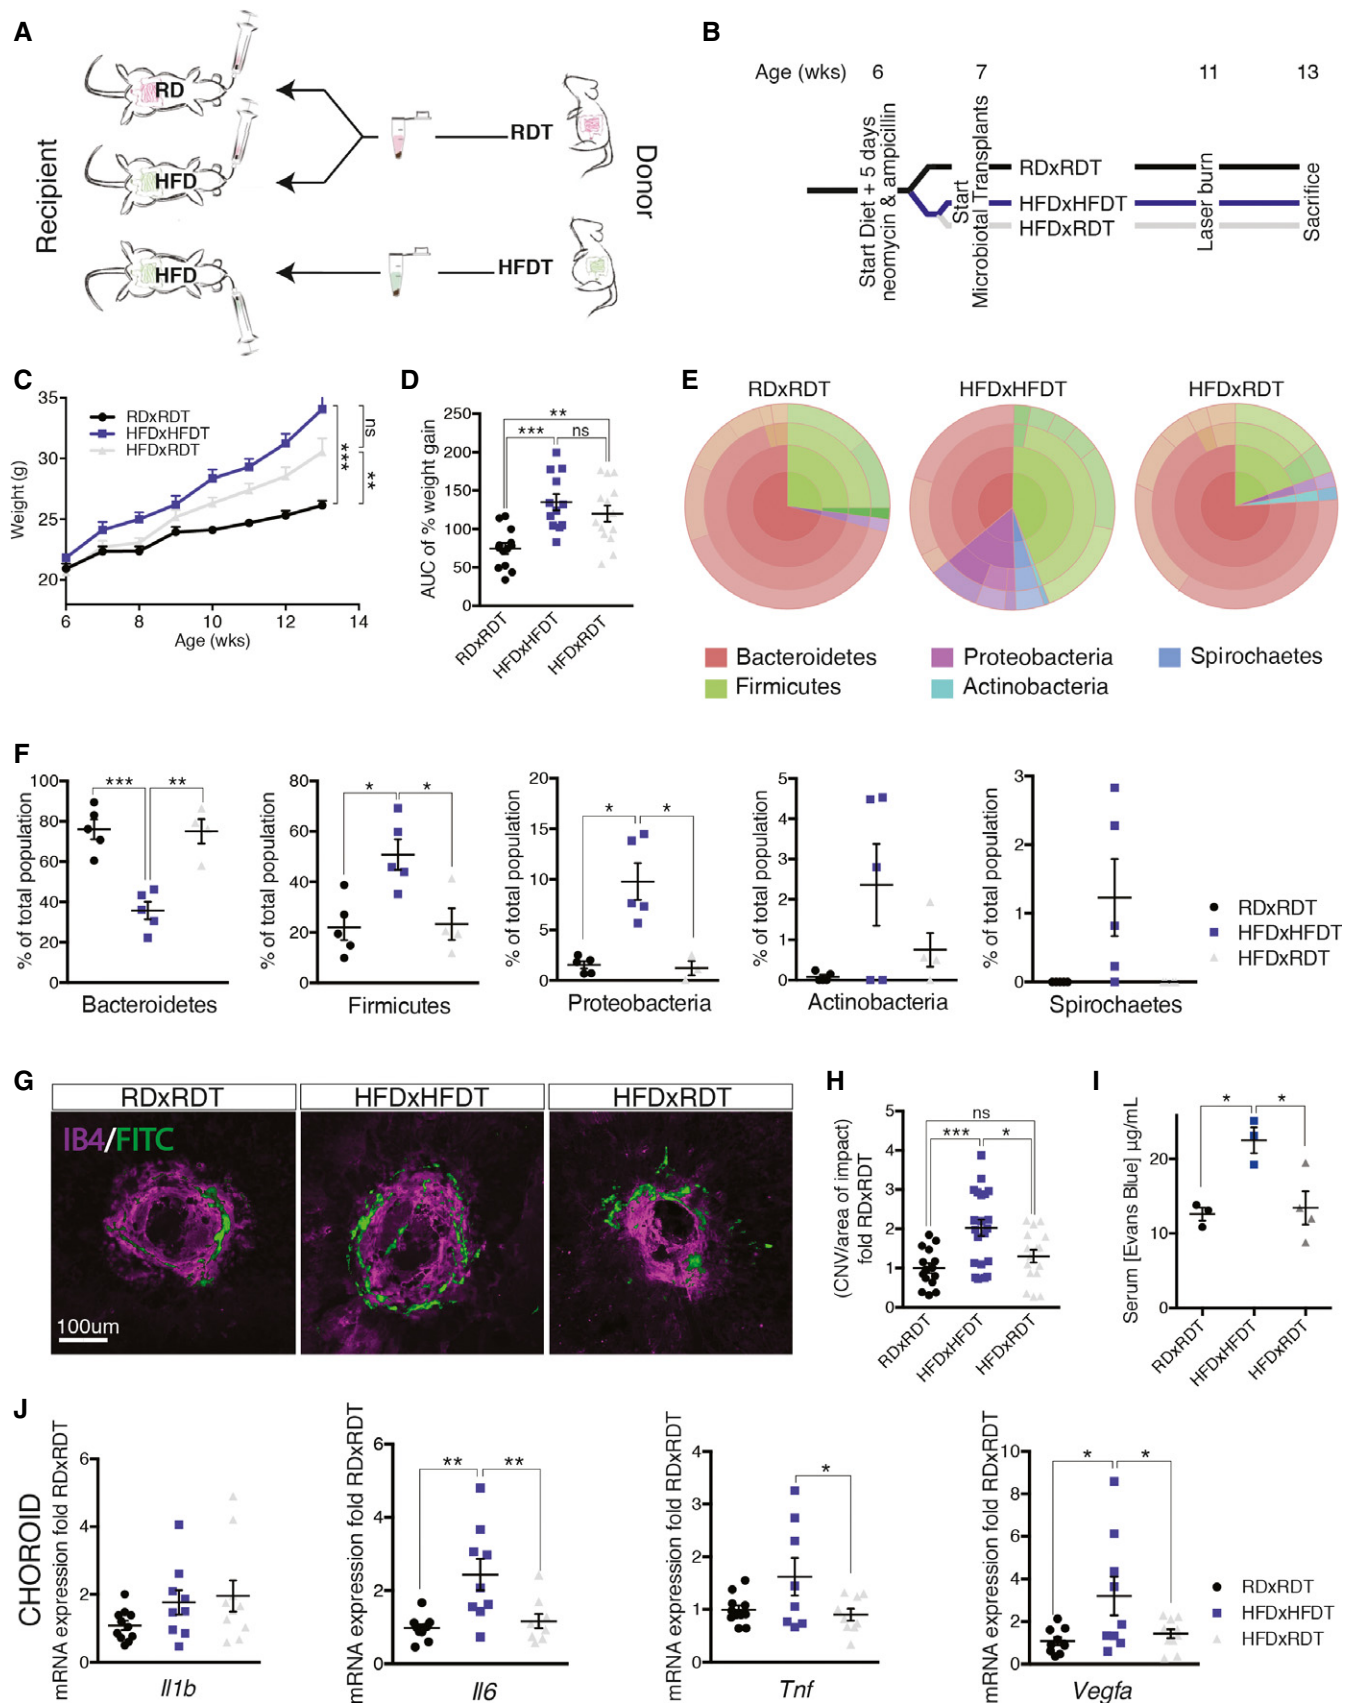 A
Recipient
RD
HFD
HFD
RDT
HFDT
Donor
B
Age (wks) 6 7 11 13
Start Diet + 5 days
neomycin & ampicillin
Start
Microbiotal Transplants
RDxRDT
HFDxHFDT
HFDxRDT
Laser burn
Sacrifice
C
Weight (g)
35
30
25
20
RDxRDT
HFDxHFDT
HFDxRDT
ns
***
**
6 8 10 12 14
Age (wks)
D
AUC of % weight gain
250
200
150
100
50
0
**
*** ns
RDxRDT
HFDxHFDT
HFDxRDT
E
RDxRDT HFDxHFDT HFDxRDT
Bacteroidetes
Firmicutes
Proteobacteria
Actinobacteria
Spirochaetes
F
% of total population
100
80
60
40
20
0
*** **
Bacteroidetes
% of total population
80
60
40
20
0
* *
Firmicutes
% of total population
20
15
10
5
0
* *
Proteobacteria
% of total population
5
4
3
2
1
0
Actinobacteria
% of total population
3
2
1
0
Spirochaetes
RDxRDT
HFDxHFDT
HFDxRDT
G
RDxRDT HFDxHFDT HFDxRDT
IB4/FITC
100um
H
(CNV/area of impact)
fold RDxRDT
5
4
3
2
1
0
ns
*** *
RDxRDT
HFDxHFDT
HFDxRDT
I
Serum [Evans Blue] µg/mL
20
10
0
* *
RDxRDT
HFDxHFDT
HFDxRDT
J
CHOROID
mRNA expression fold RDxRDT
6
4
2
0
Il1b
mRNA expression fold RDxRDT
6
4
2
0
** **
Il6
mRNA expression fold RDxRDT
4
3
2
1
0
*
Tnf
mRNA expression fold RDxRDT
10
8
6
4
2
0
* *
Vegfa
RDxRDT
HFDxHFDT
HFDxRDT